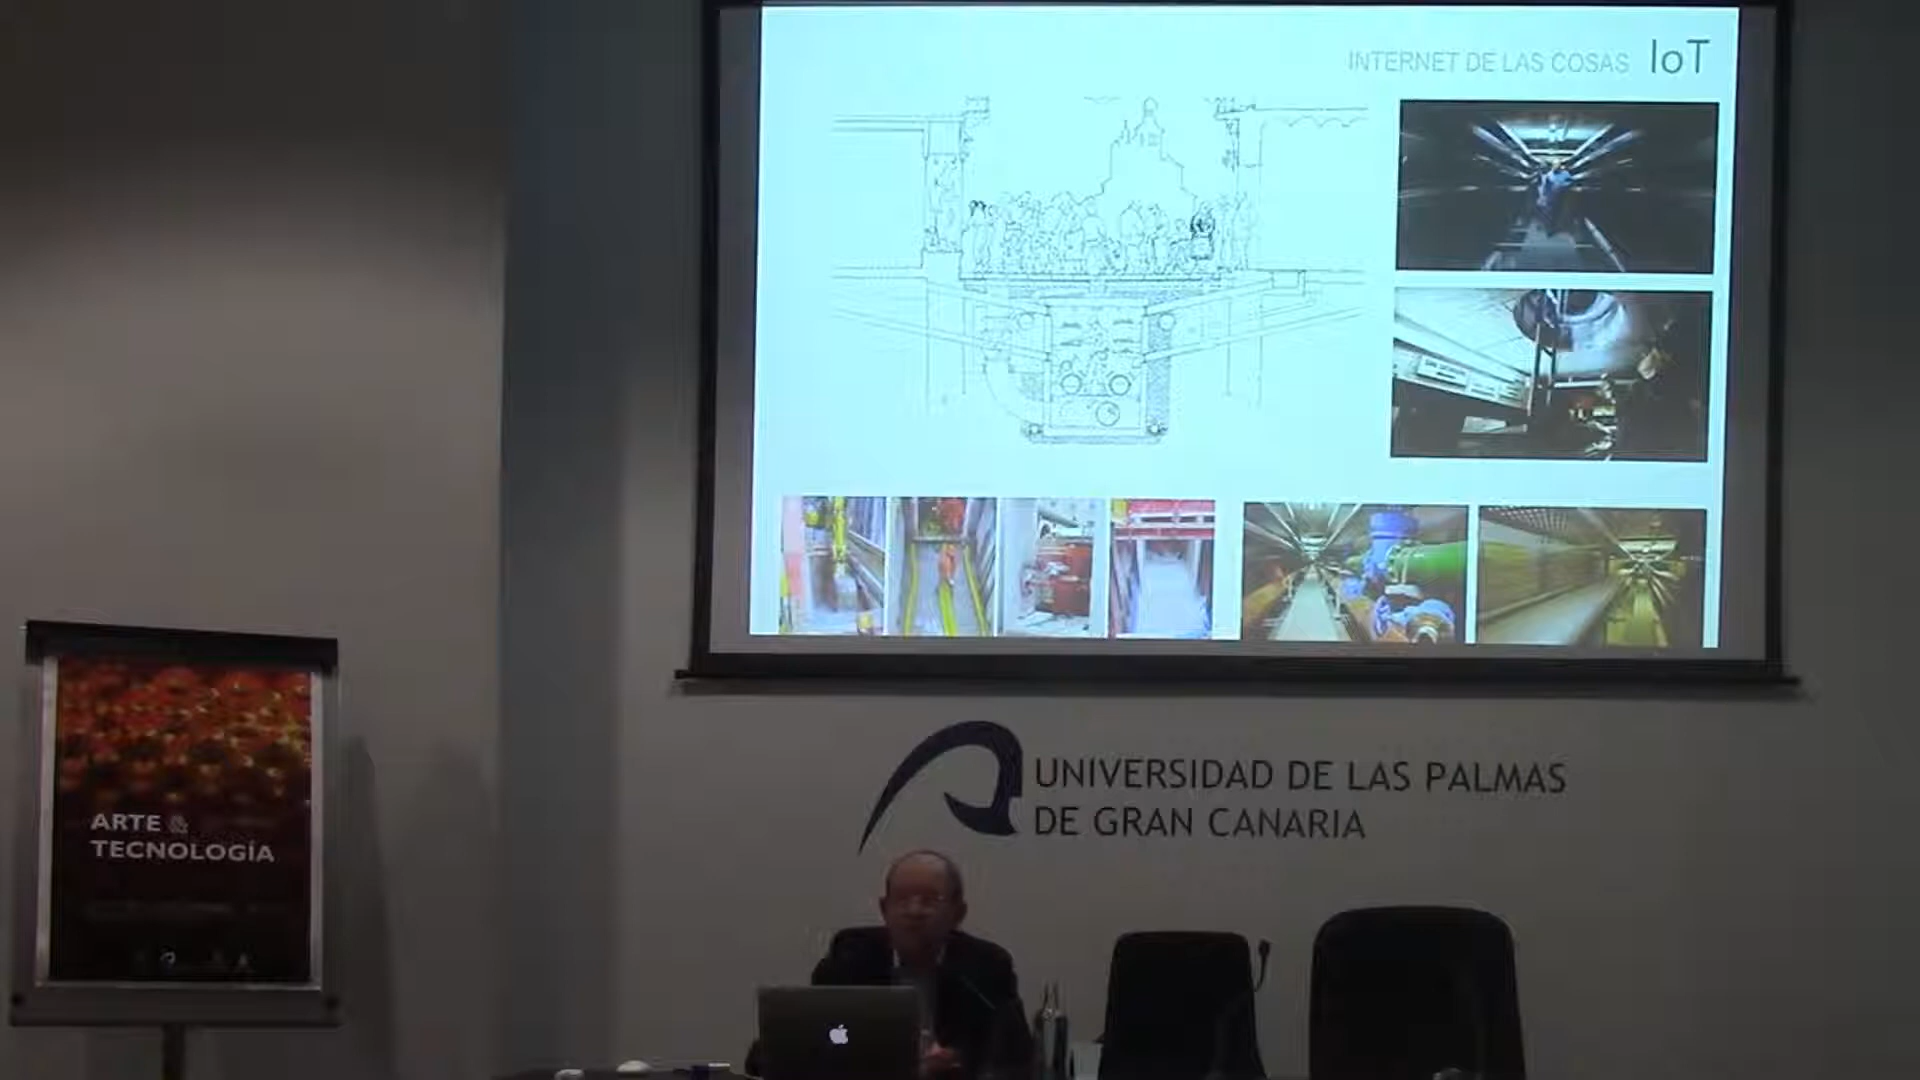 INTERNET DE LAS COSAS IoT
UNIVERSIDAD DE LAS PALMAS
DE GRAN CANARIA
ARTE &
TECNOLOGÍA